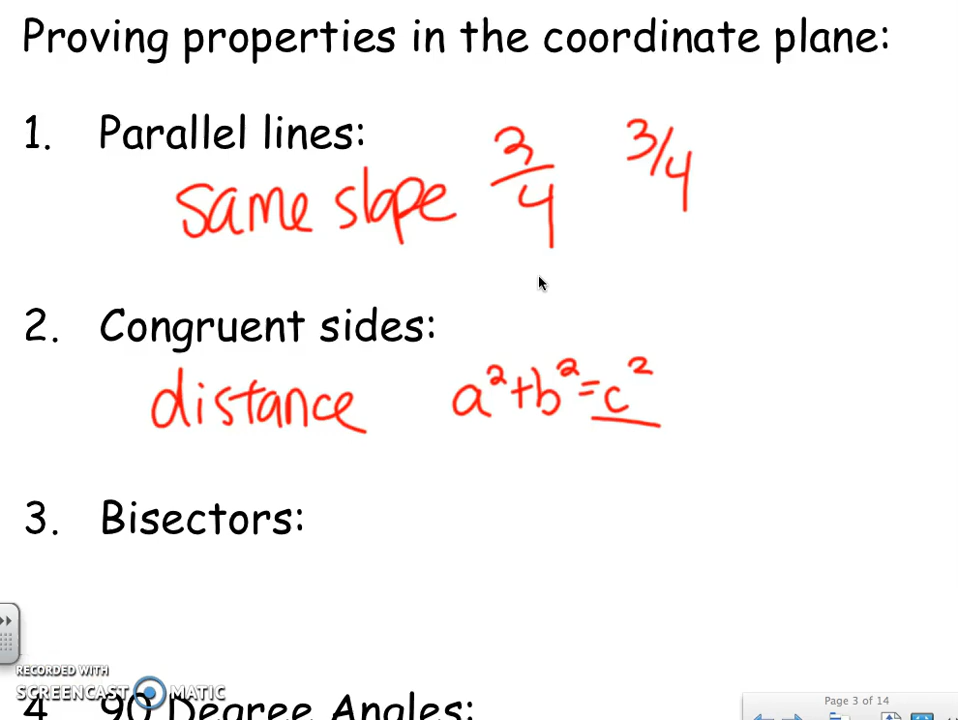 Proving properties in the coordinate plane:
1. Parallel lines:
same slope 3/4 3/4
2. Congruent sides:
distance a²+b²=c²
3. Bisectors:
RECORDED WITH
SCREENCAST MATIC
4. 90 Degree Angles:
Page 3 of 14